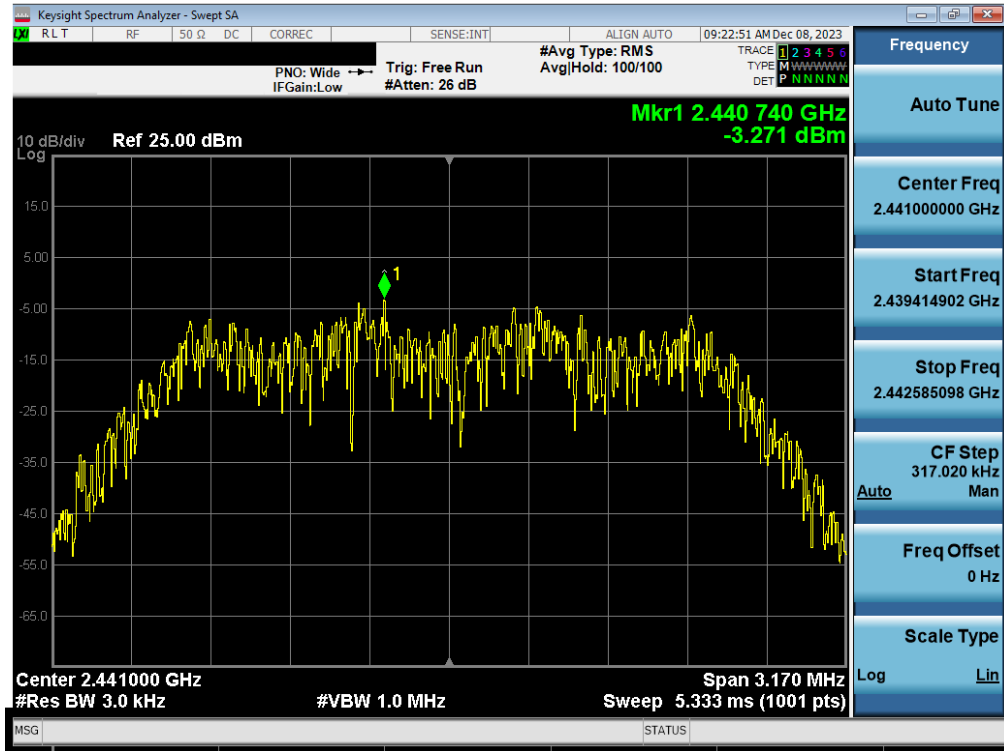 Keysight Spectrum Analyzer - Swept SA
LXI RLT RF 50 Ω DC CORREC SENSE:INT ALIGN AUTO 09:22:51 AM Dec 08, 2023
PNO: Wide
IFGain:Low
Trig: Free Run
#Atten: 26 dB
#Avg Type: RMS
Avg|Hold: 100/100
TRACE 1 2 3 4 5 6
TYPE M WWWWW
DET P N N N N N
Mkr1 2.440 740 GHz
-3.271 dBm
10 dB/div Ref 25.00 dBm
Log
15.0
5.00
1
-5.00
-15.0
-25.0
-35.0
-45.0
-55.0
-65.0
Center 2.441000 GHz Span 3.170 MHz
#Res BW 3.0 kHz #VBW 1.0 MHz Sweep 5.333 ms (1001 pts)
MSG STATUS
Frequency
Auto Tune
Center Freq
2.441000000 GHz
Start Freq
2.439414902 GHz
Stop Freq
2.442585098 GHz
CF Step
317.020 kHz
Auto Man
Freq Offset
0 Hz
Scale Type
Log Lin